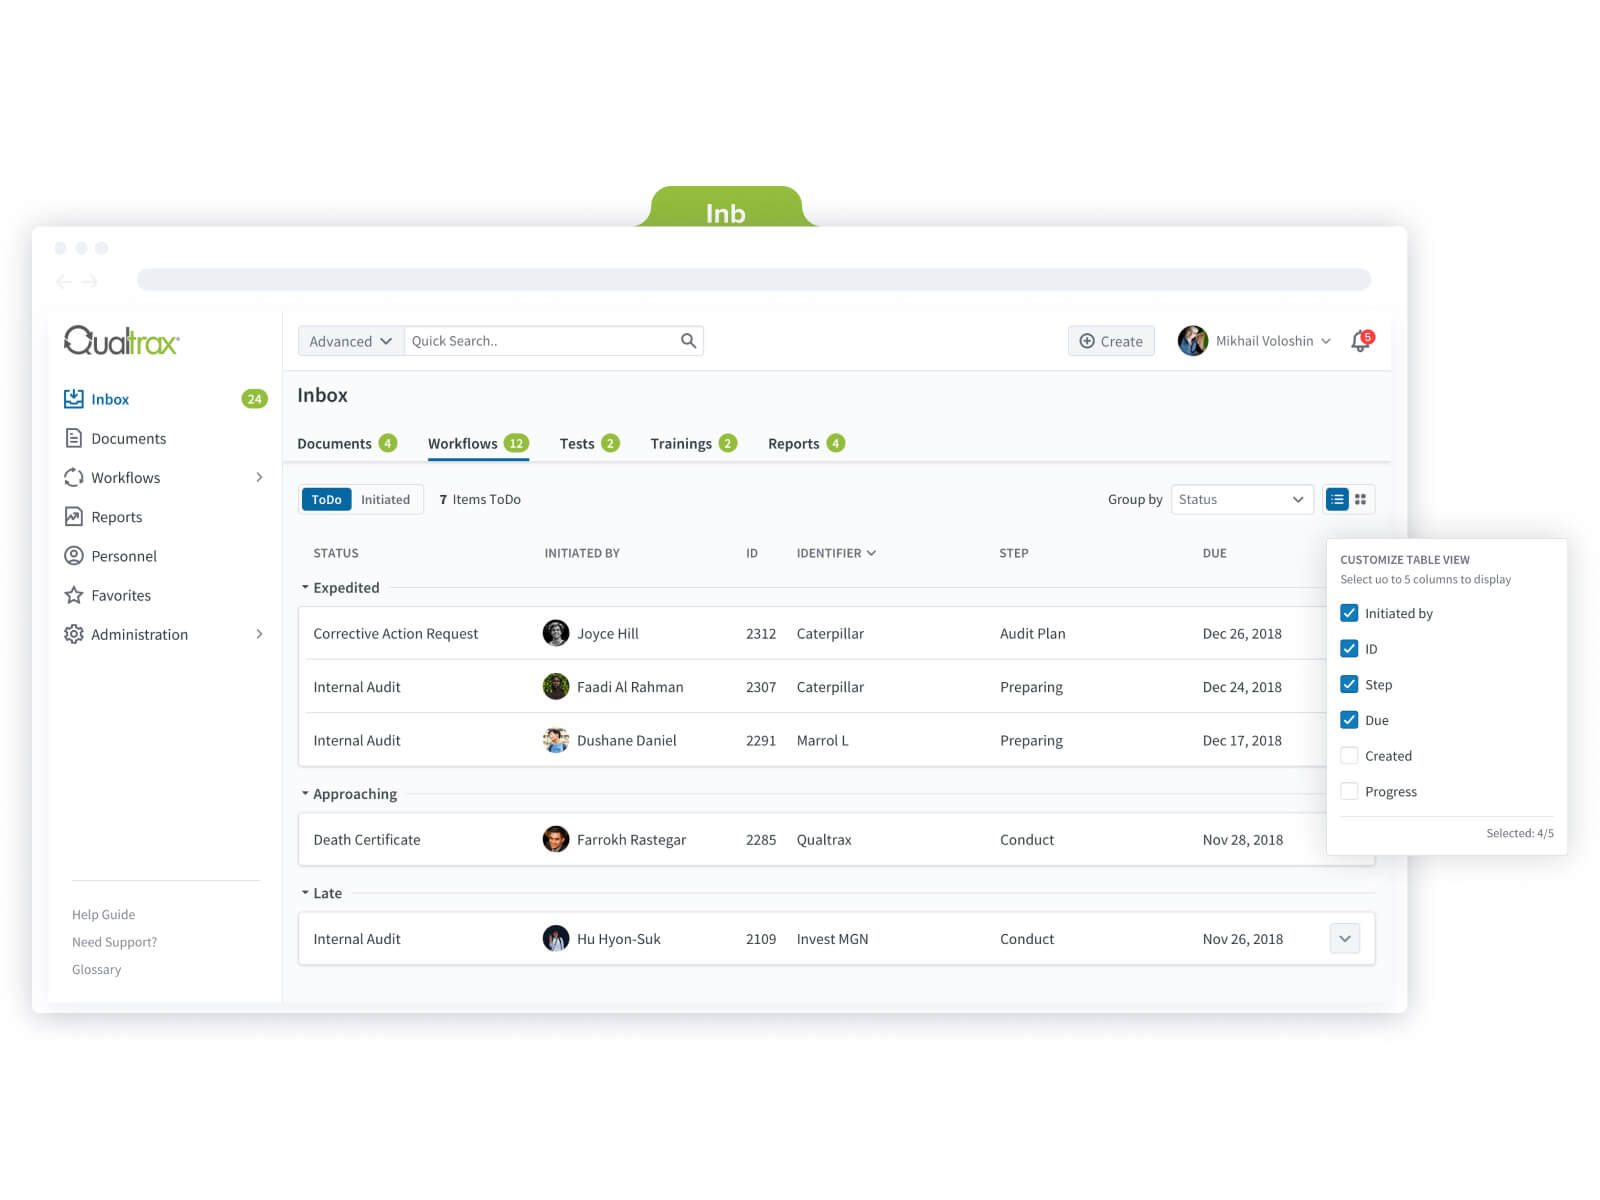 Inb
Qualtrax
Advanced Quick Search.. Create Mikhail Voloshin 5
Inbox 24
Documents
Workflows
Reports
Personnel
Favorites
Administration
Help Guide
Need Support?
Glossary
Inbox
Documents 4 Workflows 12 Tests 2 Trainings 2 Reports 4
ToDo Initiated 7 Items ToDo Group by Status
STATUS INITIATED BY ID IDENTIFIER STEP DUE
Expedited
Corrective Action Request Joyce Hill 2312 Caterpillar Audit Plan Dec 26, 2018
Internal Audit Faadi Al Rahman 2307 Caterpillar Preparing Dec 24, 2018
Internal Audit Dushane Daniel 2291 Marrol L Preparing Dec 17, 2018
Approaching
Death Certificate Farrokh Rastegar 2285 Qualtrax Conduct Nov 28, 2018
Late
Internal Audit Hu Hyon-Suk 2109 Invest MGN Conduct Nov 26, 2018
CUSTOMIZE TABLE VIEW
Select uo to 5 columns to display
Initiated by
ID
Step
Due
Created
Progress
Selected: 4/5